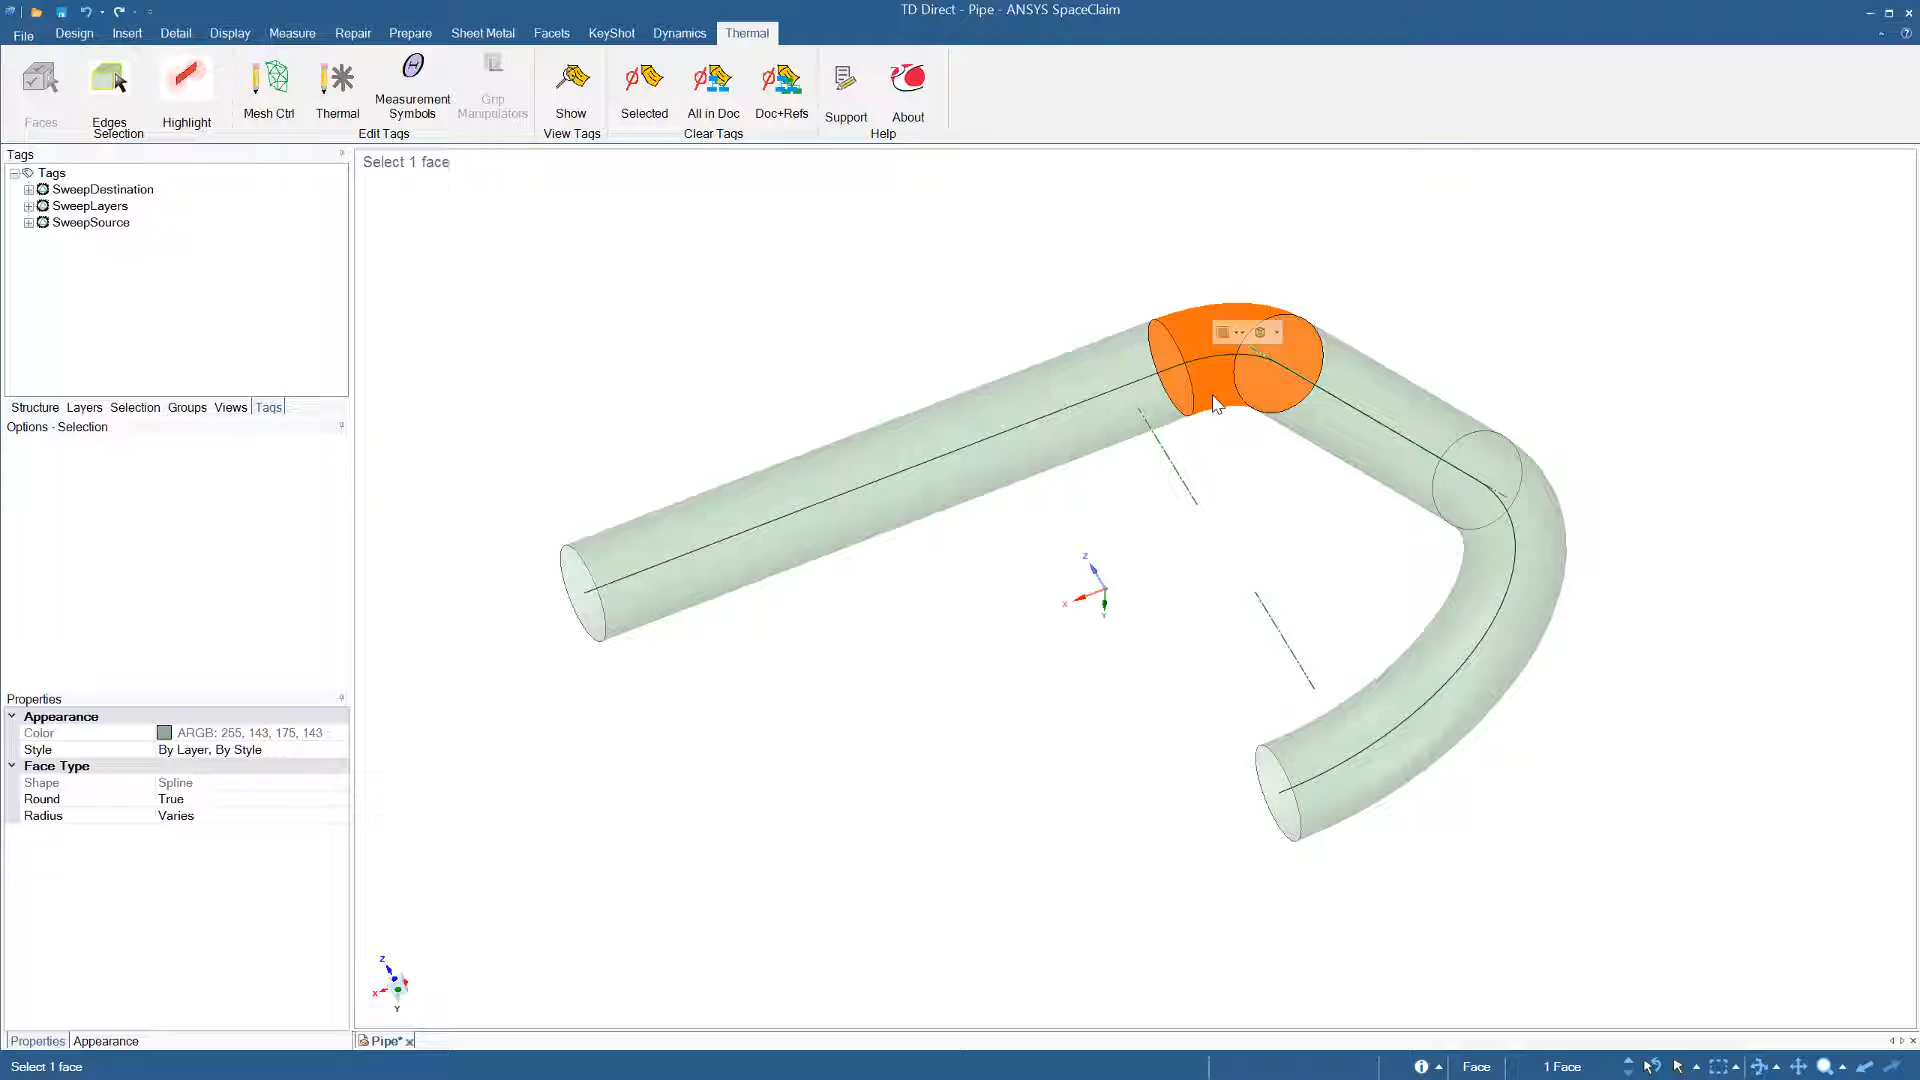 TD Direct - Pipe - ANSYS SpaceClaim
File Design Insert Detail Display Measure Repair Prepare Sheet Metal Facets KeyShot Dynamics Thermal
Faces
Edges
Highlight
Mesh Ctrl
Thermal
Measurement
Symbols
Grip
Manipulators
Show
Selected
All in Doc
Doc+Refs
Support
About
Selection
Edit Tags
View Tags
Clear Tags
Help
Tags
Tags
SweepDestination
SweepLayers
SweepSource
Structure Layers Selection Groups Views Tags
Options - Selection
Properties
Appearance
Color ARGB: 255, 143, 175, 143
Style By Layer, By Style
Face Type
Shape Spline
Round True
Radius Varies
Properties Appearance
Select 1 face
Z
X
Y
Z
X
Y
Pipe*
Select 1 face
Face
1 Face